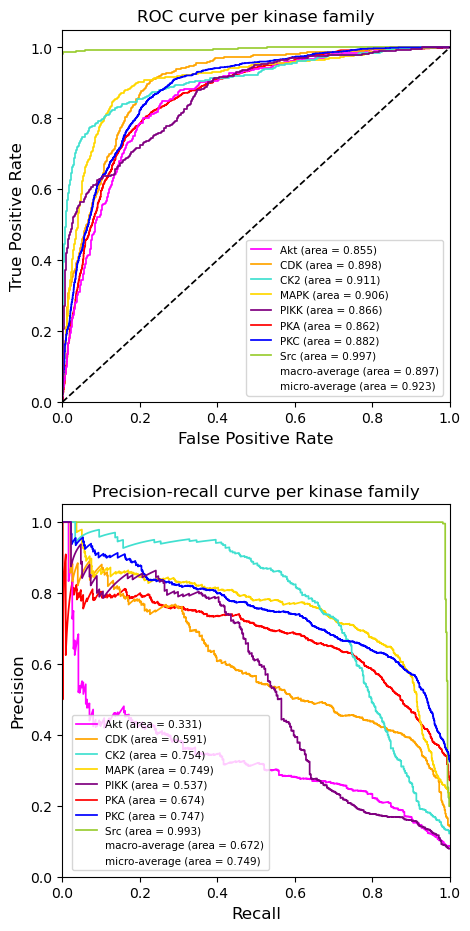 ROC curve per kinase family
True Positive Rate
1.0
0.8
0.6
0.4
0.2
0.0
Akt (area = 0.855)
CDK (area = 0.898)
CK2 (area = 0.911)
MAPK (area = 0.906)
PIKK (area = 0.866)
PKA (area = 0.862)
PKC (area = 0.882)
Src (area = 0.997)
macro-average (area = 0.897)
micro-average (area = 0.923)
0.0 0.2 0.4 0.6 0.8 1.0
False Positive Rate
Precision-recall curve per kinase family
Precision
1.0
0.8
0.6
0.4
0.2
0.0
Akt (area = 0.331)
CDK (area = 0.591)
CK2 (area = 0.754)
MAPK (area = 0.749)
PIKK (area = 0.537)
PKA (area = 0.674)
PKC (area = 0.747)
Src (area = 0.993)
macro-average (area = 0.672)
micro-average (area = 0.749)
0.0 0.2 0.4 0.6 0.8 1.0
Recall